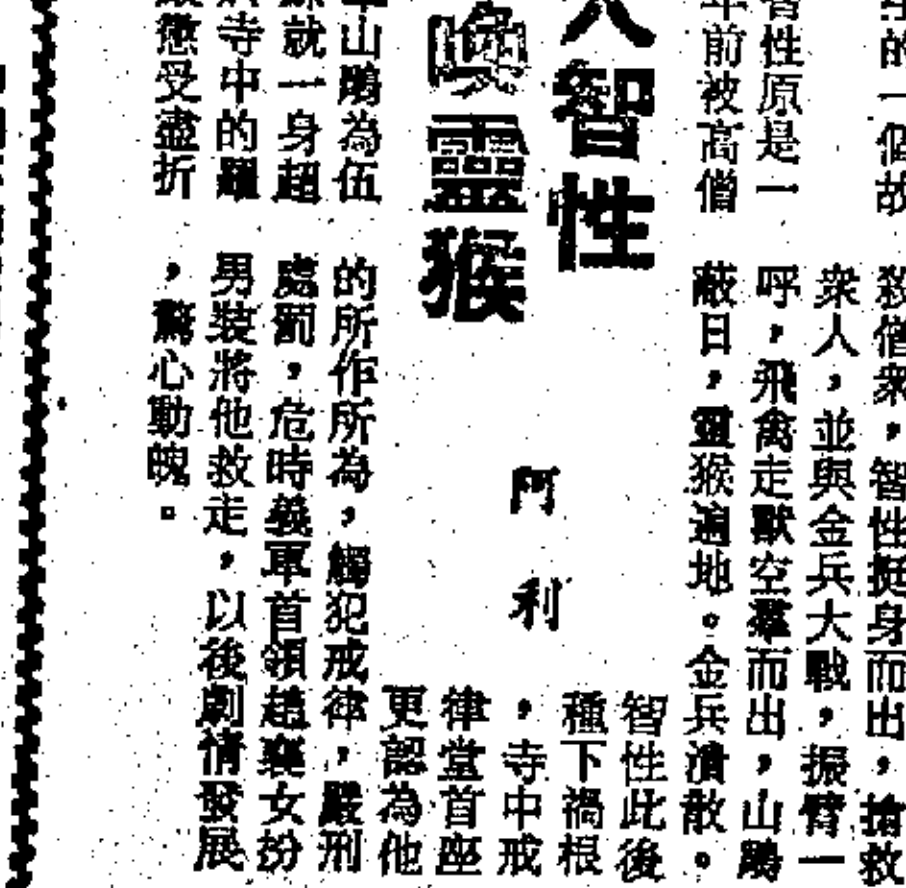 的一個故
智性原是一
年前被高僧
人智性
喚靈猴
阿利
山鵰為伍
就一身超
寺中的羅
懲受盡折
殺僧衆，智性挺身而出，搶救
衆人，並與金兵大戰，振臂一
呼，飛禽走獸空羣而出，山鵰
蔽日，靈猴遍地。金兵潰散。
智性此後
種下禍根
，寺中戒
律堂首座
更認為他
的所作所為，觸犯戒律，嚴刑
處罰，危時義軍首領趙襄女扮
男裝將他救走，以後劇情發展
，驚心動魄。